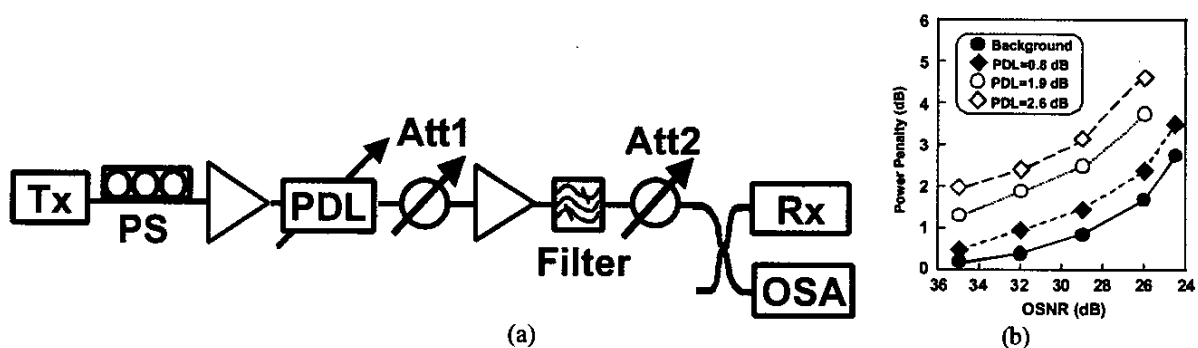 Tx
PS
PDL
Att1
Filter
Att2
Rx
OSA
(a)
Power Penalty (dB)
6
5
4
3
2
1
0
Background
PDL=0.8 dB
PDL=1.9 dB
PDL=2.6 dB
36 34 32 30 28 26 24
OSNR (dB)
(b)